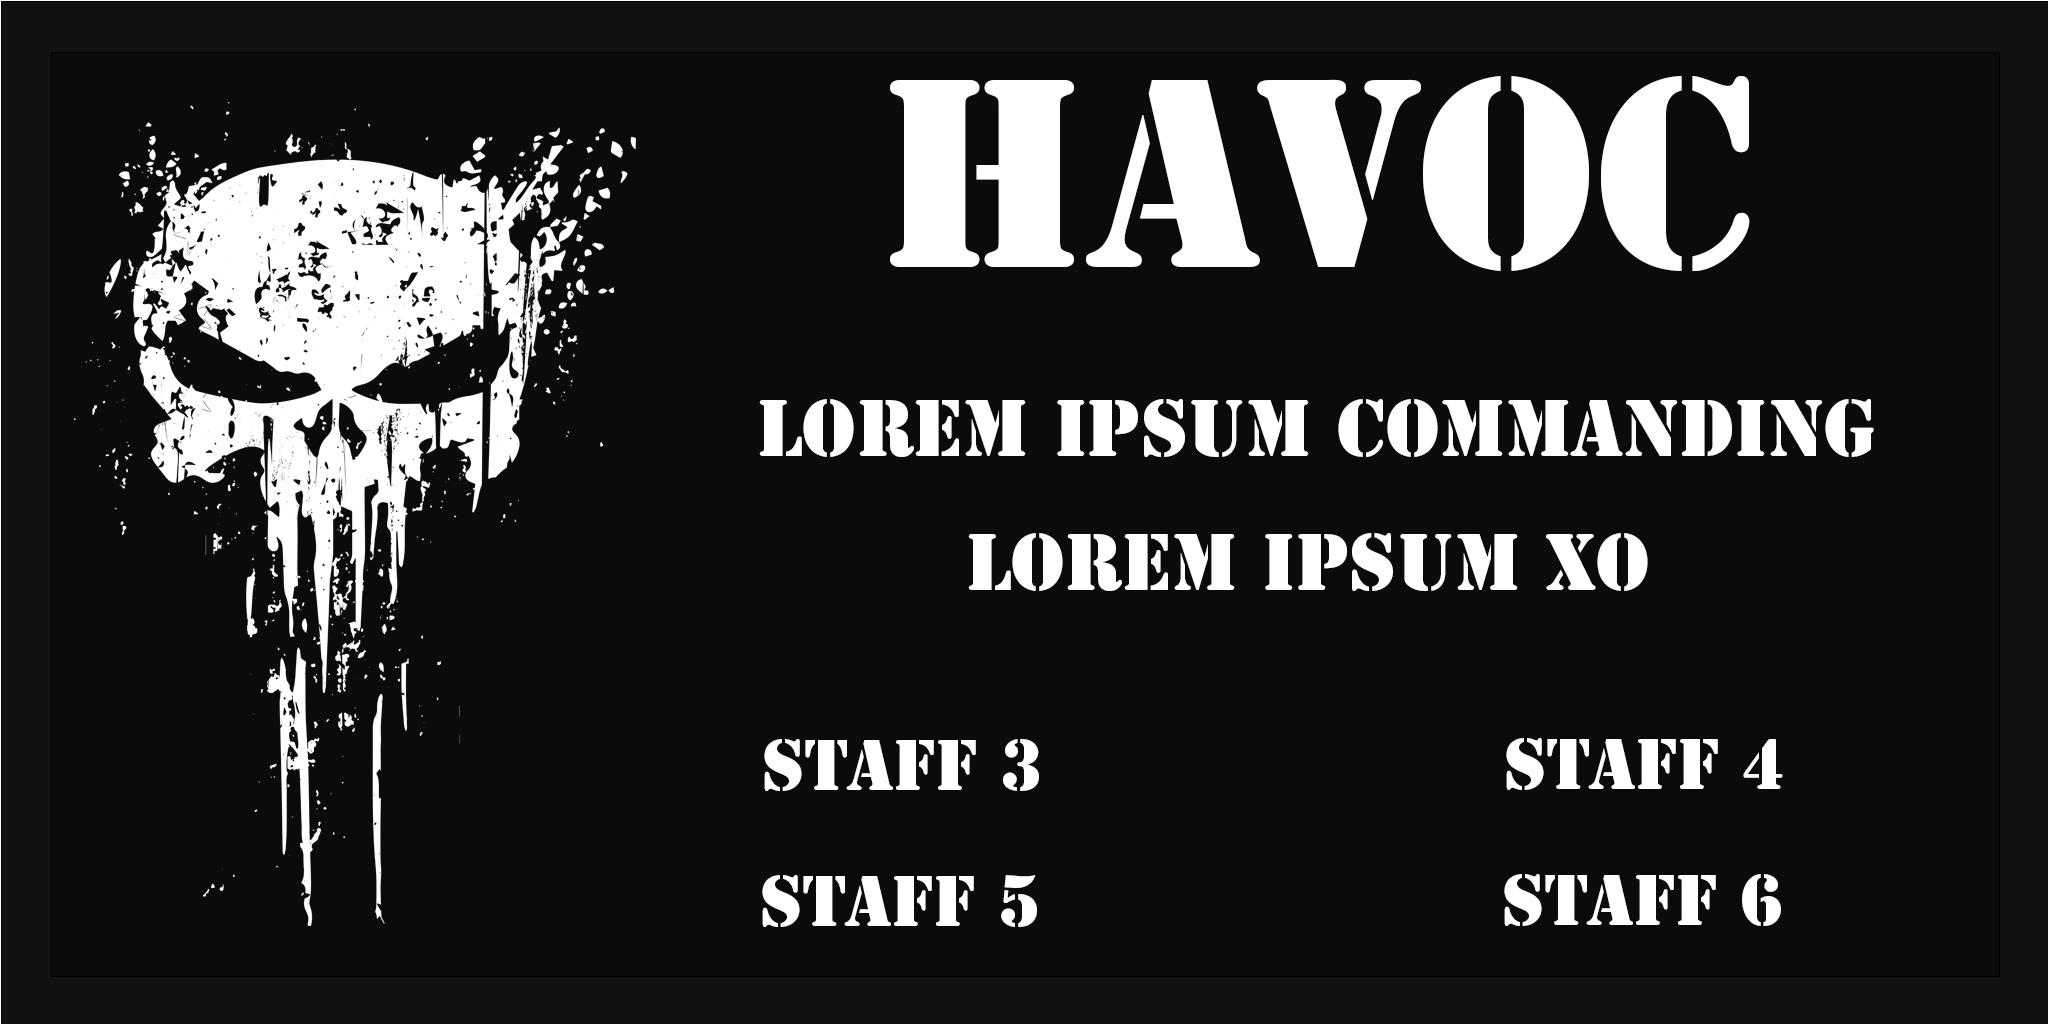 HAVOC
LOREM IPSUM COMMANDING
LOREM IPSUM XO
STAFF 3 STAFF 4
STAFF 5 STAFF 6